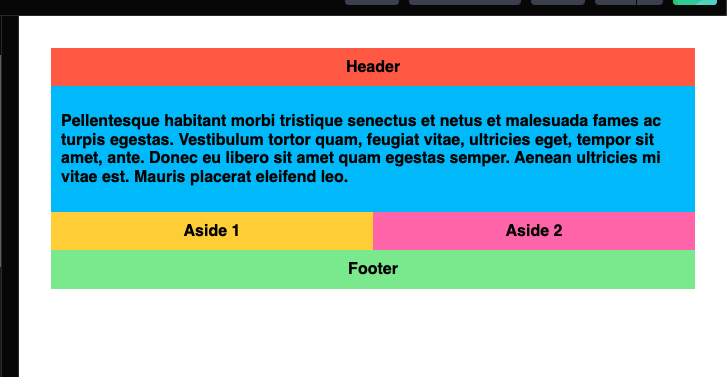 Header
Pellentesque habitant morbi tristique senectus et netus et malesuada fames ac
turpis egestas. Vestibulum tortor quam, feugiat vitae, ultricies eget, tempor sit
amet, ante. Donec eu libero sit amet quam egestas semper. Aenean ultricies mi
vitae est. Mauris placerat eleifend leo.
Aside 1
Aside 2
Footer